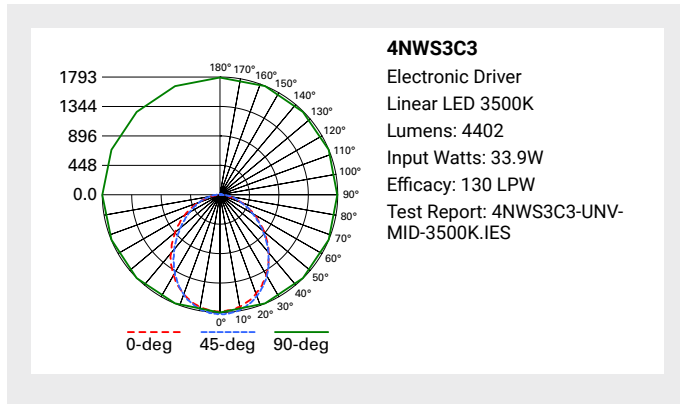 4NWS3C3
Electronic Driver
Linear LED 3500K
Lumens: 4402
Input Watts: 33.9W
Efficacy: 130 LPW
Test Report: 4NWS3C3-UNV-
MID-3500K.IES
1793
1344
896
448
0.0
180°
170°
160°
150°
140°
130°
120°
110°
100°
90°
80°
70°
60°
50°
40°
30°
20°
10°
0°
0-deg
45-deg
90-deg